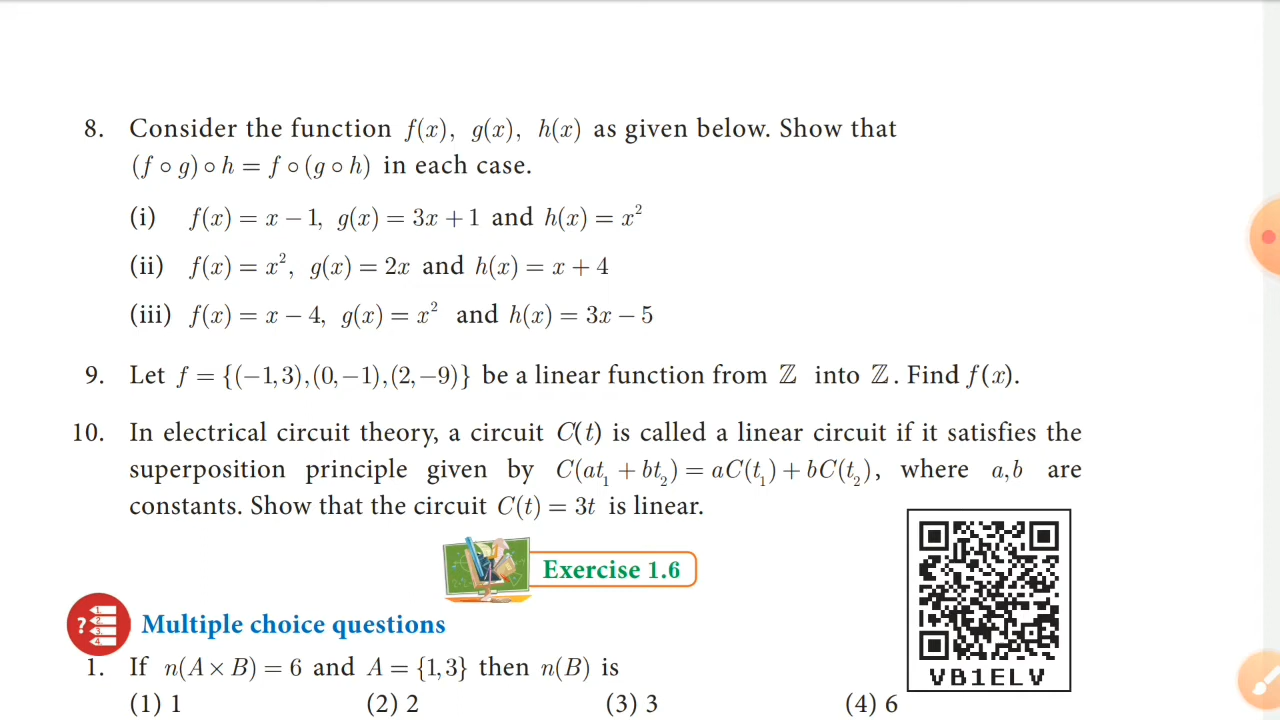 8. Consider the function f(x), g(x), h(x) as given below. Show that
(f ∘ g) ∘ h = f ∘ (g ∘ h) in each case.
(i) f(x) = x − 1, g(x) = 3x + 1 and h(x) = x²
(ii) f(x) = x², g(x) = 2x and h(x) = x + 4
(iii) f(x) = x − 4, g(x) = x² and h(x) = 3x − 5
9. Let f = {(−1,3),(0,−1),(2,−9)} be a linear function from ℤ into ℤ. Find f(x).
10. In electrical circuit theory, a circuit C(t) is called a linear circuit if it satisfies the
superposition principle given by C(at₁ + bt₂) = aC(t₁) + bC(t₂), where a,b are
constants. Show that the circuit C(t) = 3t is linear.
Exercise 1.6
?
1.
2.
3.
4.
Multiple choice questions
1. If n(A × B) = 6 and A = {1,3} then n(B) is
(1) 1 (2) 2 (3) 3 (4) 6
VB1ELV